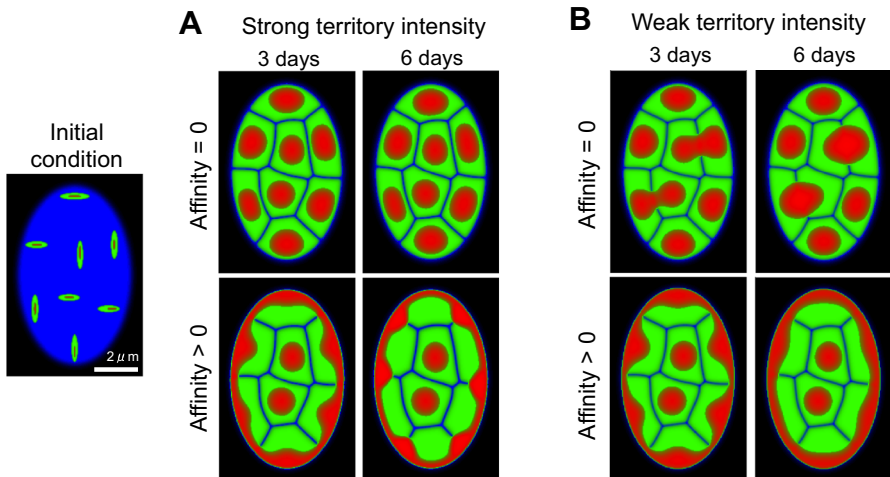 A
Strong territory intensity
3 days
6 days
B
Weak territory intensity
3 days
6 days
Initial
condition
2 μm
Affinity = 0
Affinity > 0
Affinity = 0
Affinity > 0